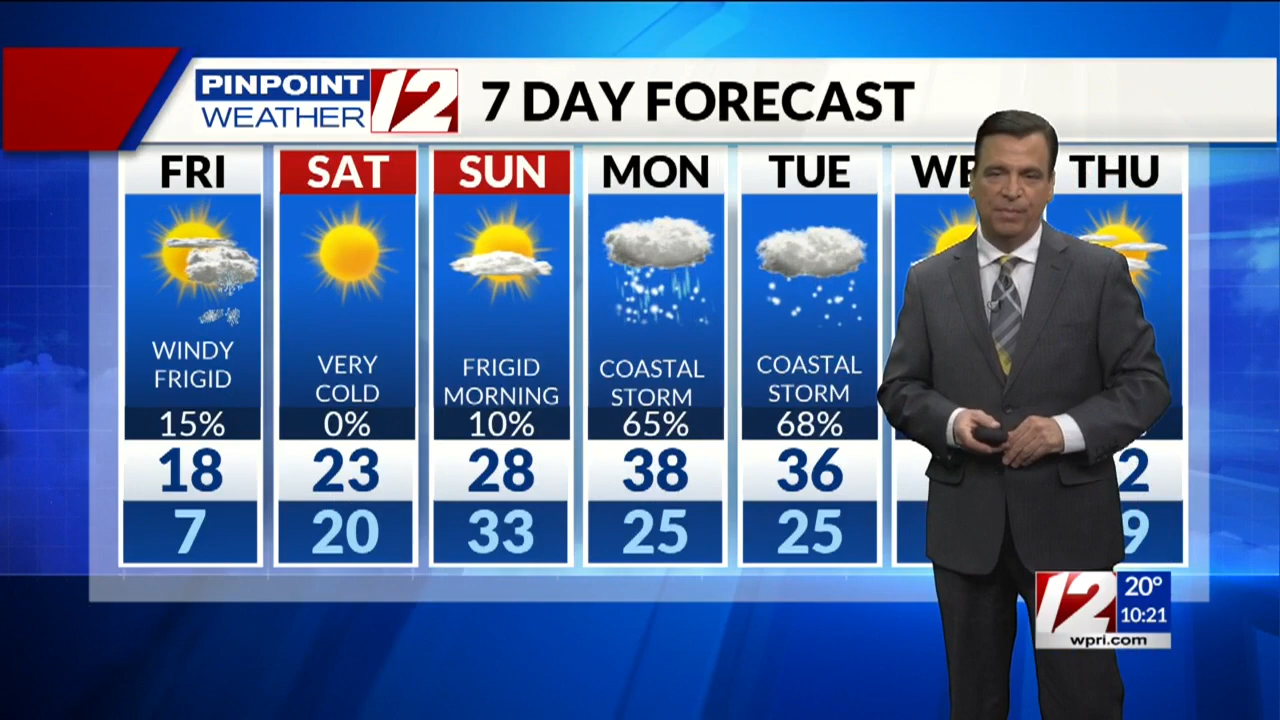 PINPOINT
WEATHER 12
7 DAY FORECAST
FRI
SAT
SUN
MON
TUE
THU
WINDY
FRIGID
VERY
COLD
FRIGID
MORNING
COASTAL
STORM
COASTAL
STORM
15%
0%
10%
65%
68%
18
23
28
38
36
7
20
33
25
25
12
20°
10:21
wpri.com